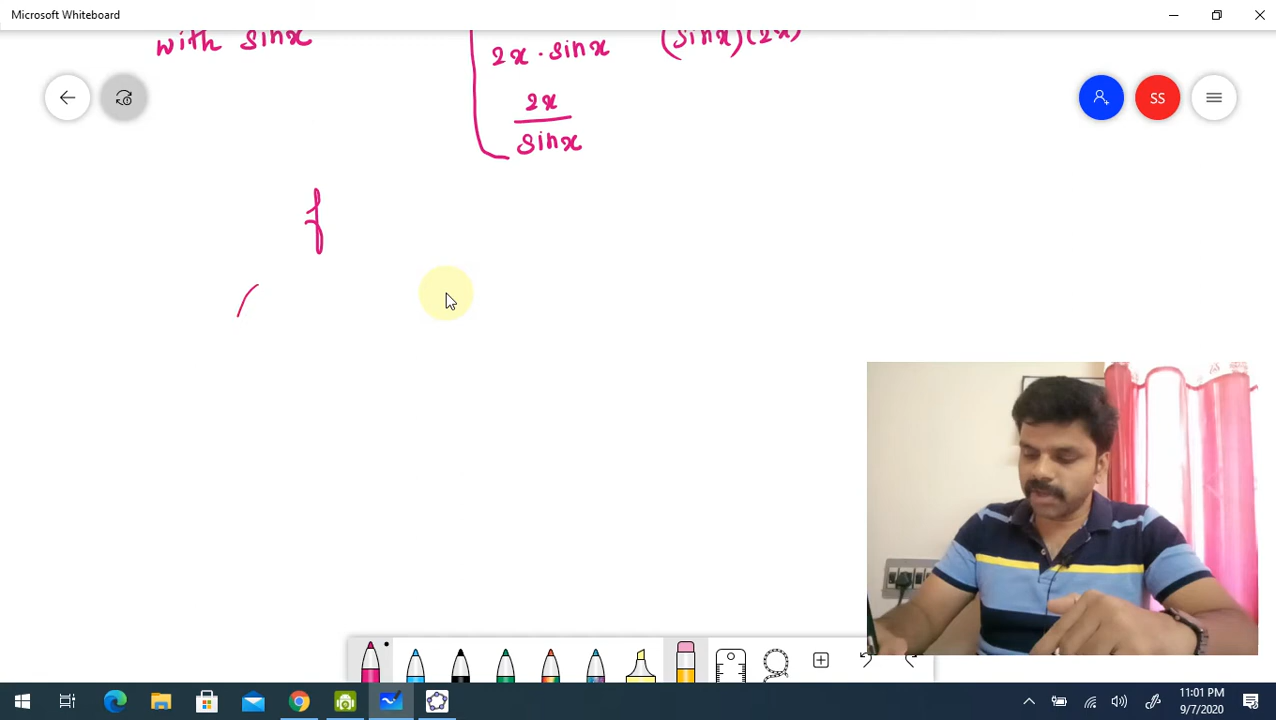 Microsoft Whiteboard
with sinx
2x · sinx (sinx)(2x)
2x
sinx
f
SS
11:01 PM
9/7/2020